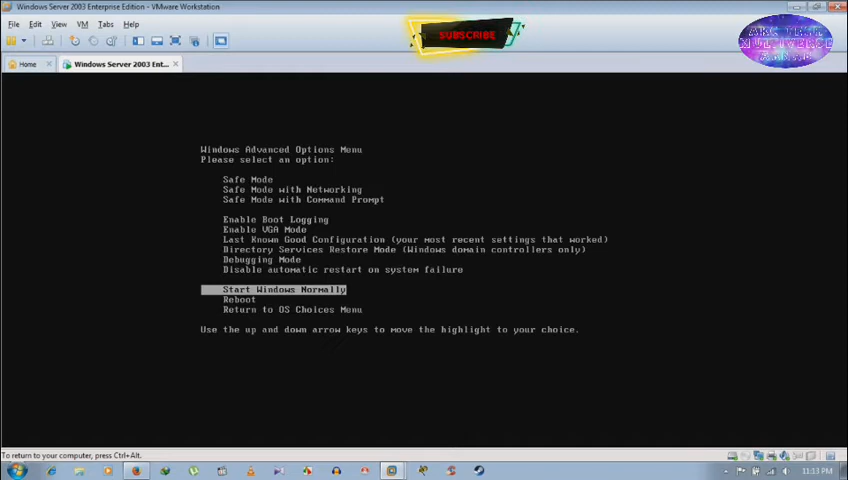 Windows Server 2003 Enterprise Edition - VMware Workstation
File Edit View VM Tabs Help
SUBSCRIBE
Home
Windows Server 2003 Ent...
Windows Advanced Options Menu
Please select an option:
Safe Mode
Safe Mode with Networking
Safe Mode with Command Prompt
Enable Boot Logging
Enable VGA Mode
Last Known Good Configuration (your most recent settings that worked)
Directory Services Restore Mode (Windows domain controllers only)
Debugging Mode
Disable automatic restart on system failure
Start Windows Normally
Reboot
Return to OS Choices Menu
Use the up and down arrow keys to move the highlight to your choice.
To return to your computer, press Ctrl+Alt.
11:13 PM